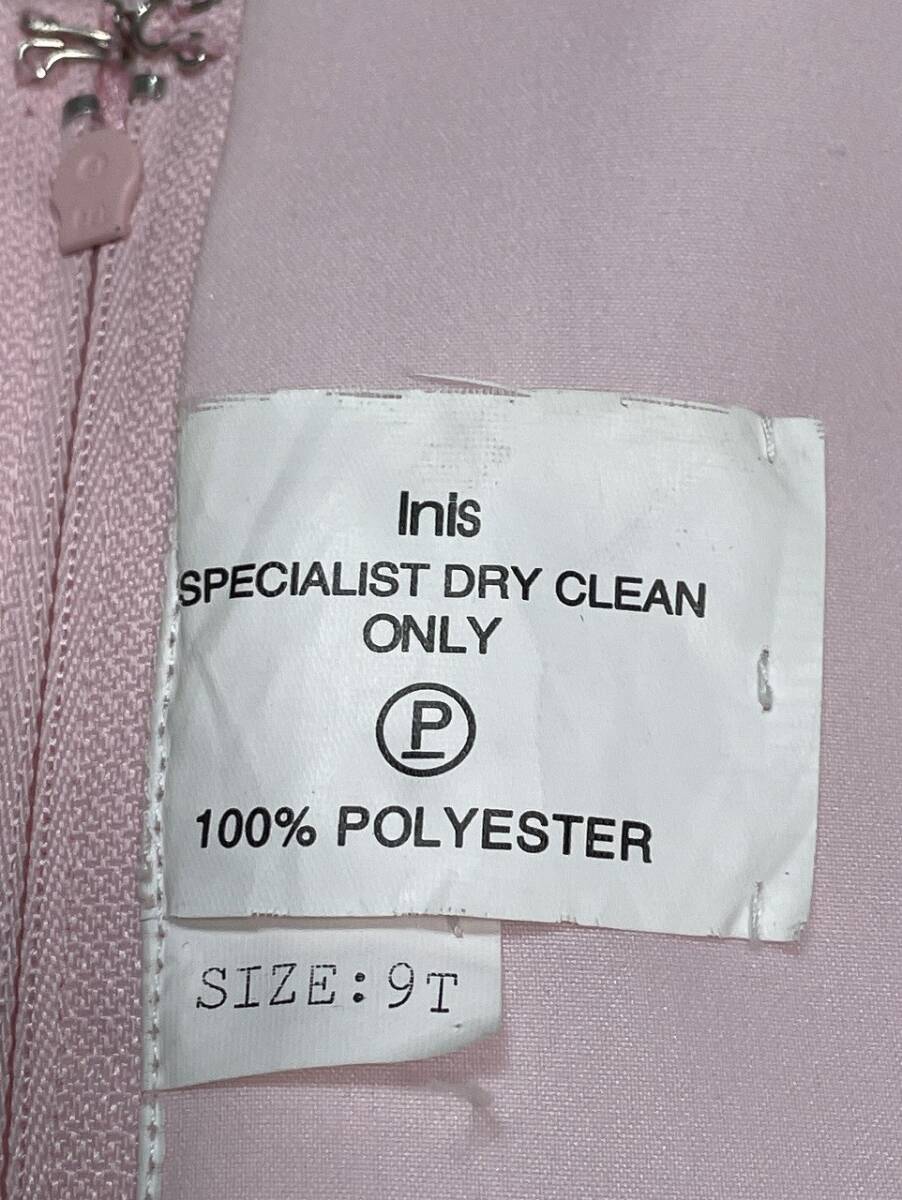 Inis
SPECIALIST DRY CLEAN
ONLY
P
100% POLYESTER
SIZE:9T